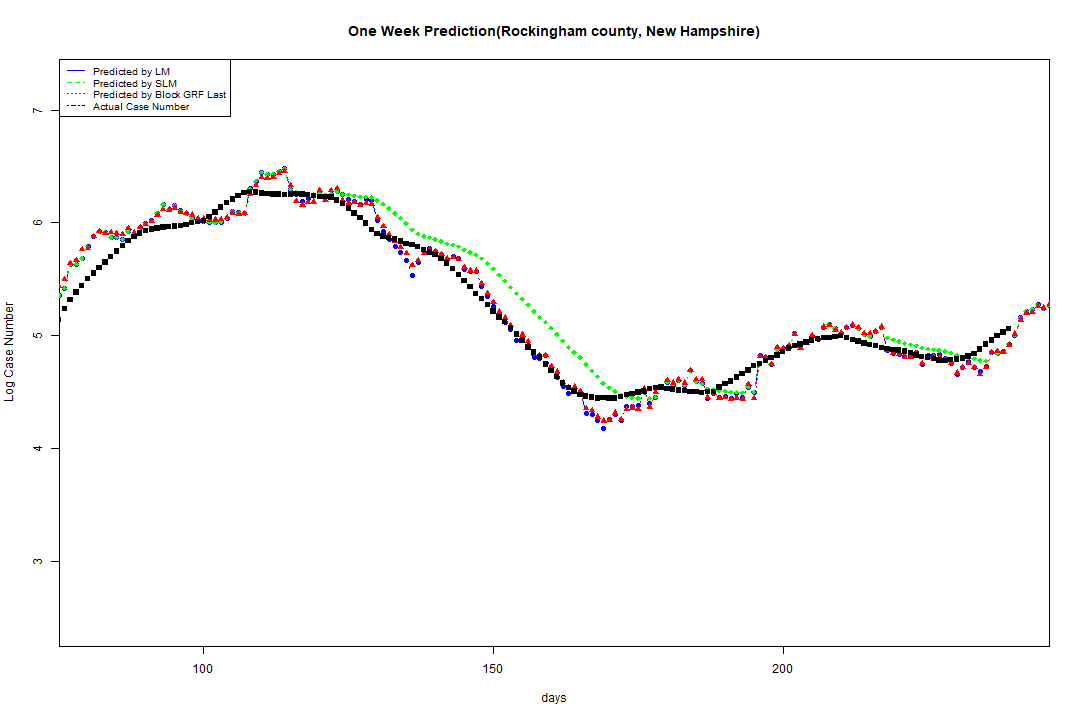 One Week Prediction(Rockingham county, New Hampshire)
Predicted by LM
Predicted by SLM
Predicted by Block GRF Last
Actual Case Number
7
6
5
4
3
Log Case Number
100
150
200
days